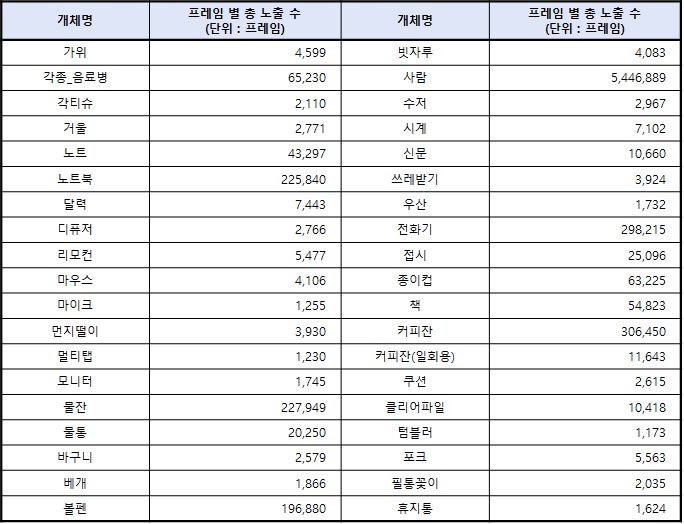 개체명 프레임 별 총 노출 수 (단위 : 프레임) 개체명 프레임 별 총 노출 수 (단위 : 프레임)
가위 4,599 빗자루 4,083
각종_음료병 65,230 사람 5,446,889
각티슈 2,110 수저 2,967
거울 2,771 시계 7,102
노트 43,297 신문 10,660
노트북 225,840 쓰레받기 3,924
달력 7,443 우산 1,732
디퓨저 2,766 전화기 298,215
리모컨 5,477 접시 25,096
마우스 4,106 종이컵 63,225
마이크 1,255 책 54,823
먼지떨이 3,930 커피잔 306,450
멀티탭 1,230 커피잔(일회용) 11,643
모니터 1,745 쿠션 2,615
물잔 227,949 클리어파일 10,418
물통 20,250 텀블러 1,173
바구니 2,579 포크 5,563
베개 1,866 필통꽂이 2,035
볼펜 196,880 휴지통 1,624